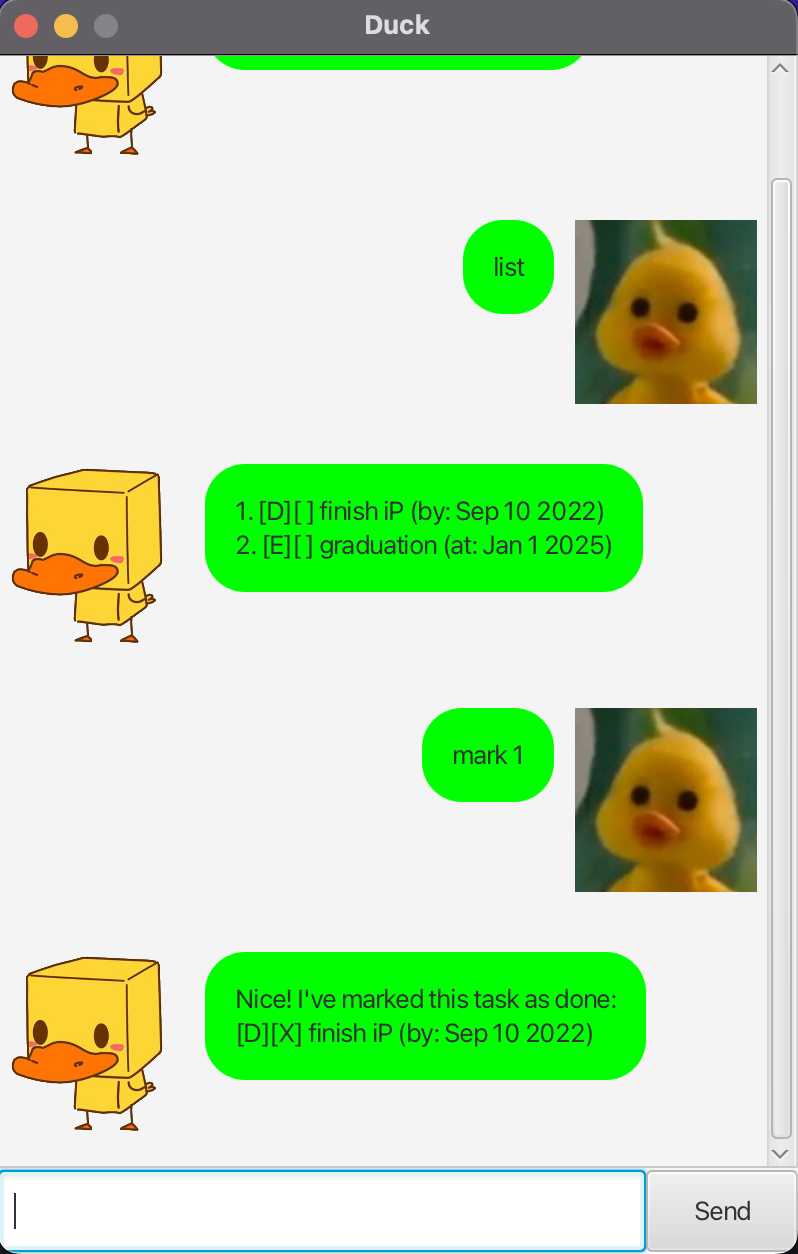 Duck
list
1. [D][ ] finish iP (by: Sep 10 2022)
2. [E][ ] graduation (at: Jan 1 2025)
mark 1
Nice! I've marked this task as done:
[D][X] finish iP (by: Sep 10 2022)
Send